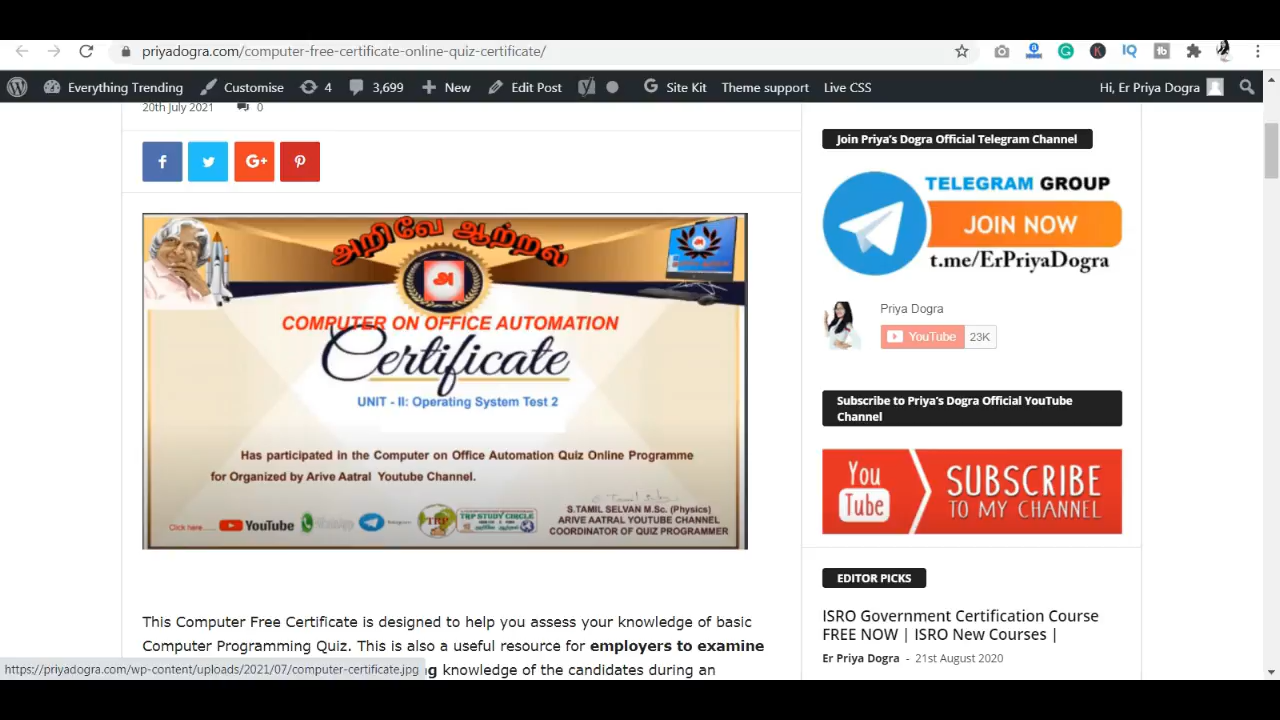 priyadogra.com/computer-free-certificate-online-quiz-certificate/
Everything Trending Customise 4 3,699 New Edit Post Site Kit Theme support Live CSS Hi, Er Priya Dogra
20th July 2021 0
அறிவே ஆற்றல்
அ
COMPUTER ON OFFICE AUTOMATION
Certificate
UNIT - II: Operating System Test 2
Has participated in the Computer on Office Automation Quiz Online Programme
for Organized by Arive Aatral Youtube Channel.
S.TAMIL SELVAN M.Sc. (Physics)
ARIVE AATRAL YOUTUBE CHANNEL
COORDINATOR OF QUIZ PROGRAMMER
Click here...... YouTube Whatsapp Telegram TRP TRP STUDY CIRCLE
This Computer Free Certificate is designed to help you assess your knowledge of basic
Computer Programming Quiz. This is also a useful resource for employers to examine
knowledge of the candidates during an
https://priyadogra.com/wp-content/uploads/2021/07/computer-certificate.jpg
Join Priya's Dogra Official Telegram Channel
TELEGRAM GROUP
JOIN NOW
t.me/ErPriyaDogra
Priya Dogra
YouTube 23K
Subscribe to Priya's Dogra Official YouTube
Channel
You
Tube
SUBSCRIBE
TO MY CHANNEL
EDITOR PICKS
ISRO Government Certification Course
FREE NOW | ISRO New Courses |
Er Priya Dogra - 21st August 2020